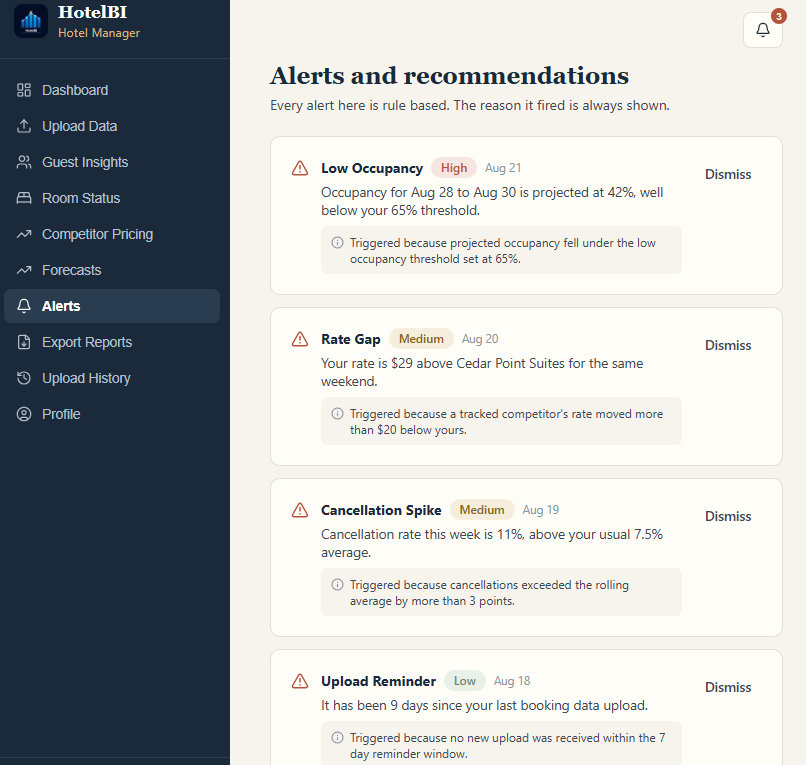 HotelBI
Hotel Manager
3
Dashboard
Upload Data
Guest Insights
Room Status
Competitor Pricing
Forecasts
Alerts
Export Reports
Upload History
Profile
Alerts and recommendations
Every alert here is rule based. The reason it fired is always shown.
Low Occupancy High Aug 21
Dismiss
Occupancy for Aug 28 to Aug 30 is projected at 42%, well
below your 65% threshold.
Triggered because projected occupancy fell under the low
occupancy threshold set at 65%.
Rate Gap Medium Aug 20
Dismiss
Your rate is $29 above Cedar Point Suites for the same
weekend.
Triggered because a tracked competitor's rate moved more
than $20 below yours.
Cancellation Spike Medium Aug 19
Dismiss
Cancellation rate this week is 11%, above your usual 7.5%
average.
Triggered because cancellations exceeded the rolling
average by more than 3 points.
Upload Reminder Low Aug 18
Dismiss
It has been 9 days since your last booking data upload.
Triggered because no new upload was received within the 7
day reminder window.